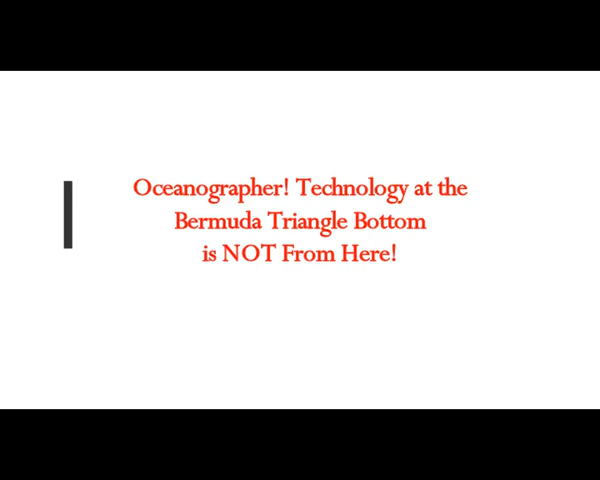 Oceanographer! Technology at the
Bermuda Triangle Bottom
is NOT From Here!